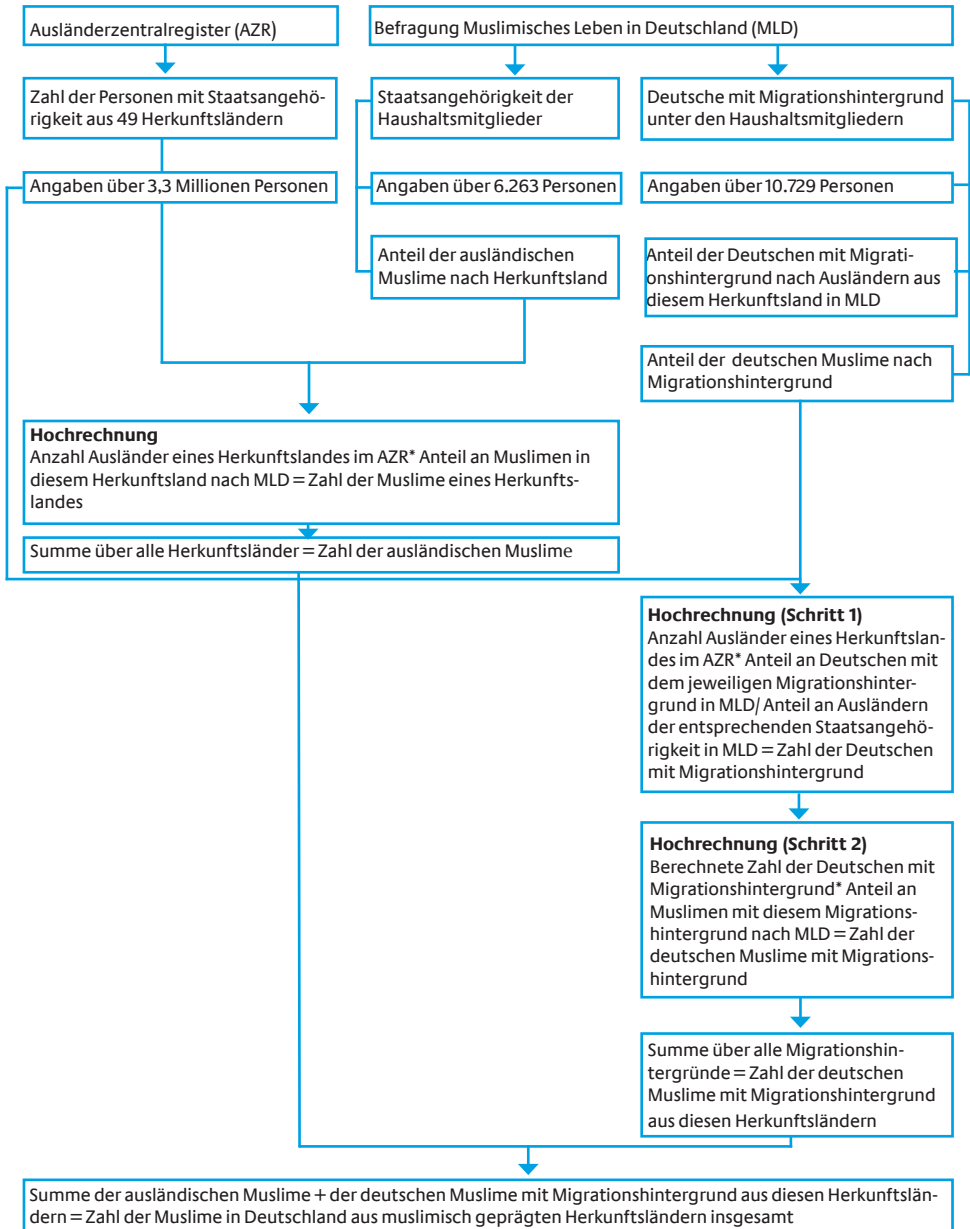 Ausländerzentralregister (AZR)
Befragung Muslimisches Leben in Deutschland (MLD)
Zahl der Personen mit Staatsangehö-
rigkeit aus 49 Herkunftsländern
Staatsangehörigkeit der
Haushaltsmitglieder
Deutsche mit Migrationshintergrund
unter den Haushaltsmitgliedern
Angaben über 3,3 Millionen Personen
Angaben über 6.263 Personen
Angaben über 10.729 Personen
Anteil der ausländischen
Muslime nach Herkunftsland
Anteil der Deutschen mit Migrati-
onshintergrund nach Ausländern aus
diesem Herkunftsland in MLD
Anteil der deutschen Muslime nach
Migrationshintergrund
Hochrechnung
Anzahl Ausländer eines Herkunftslandes im AZR* Anteil an Muslimen in
diesem Herkunftsland nach MLD = Zahl der Muslime eines Herkunfts-
landes
Summe über alle Herkunftsländer = Zahl der ausländischen Muslime
Hochrechnung (Schritt 1)
Anzahl Ausländer eines Herkunftslan-
des im AZR* Anteil an Deutschen mit
dem jeweiligen Migrationshinter-
grund in MLD/ Anteil an Ausländern
der entsprechenden Staatsangehö-
rigkeit in MLD = Zahl der Deutschen
mit Migrationshintergrund
Hochrechnung (Schritt 2)
Berechnete Zahl der Deutschen mit
Migrationshintergrund* Anteil an
Muslimen mit diesem Migrations-
hintergrund nach MLD = Zahl der
deutschen Muslime mit Migrations-
hintergrund
Summe über alle Migrationshin-
tergründe = Zahl der deutschen
Muslime mit Migrationshintergrund
aus diesen Herkunftsländern
Summe der ausländischen Muslime + der deutschen Muslime mit Migrationshintergrund aus diesen Herkunftslän-
dern = Zahl der Muslime in Deutschland aus muslimisch geprägten Herkunftsländern insgesamt